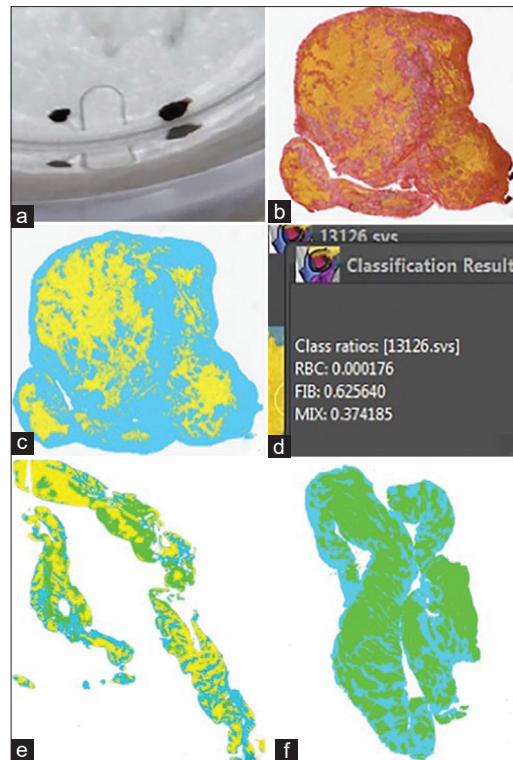 a
b
c
13126.svs
Classification Result
Class ratios: [13126.svs]
RBC: 0.000176
FIB: 0.625640
MIX: 0.374185
d
e
f